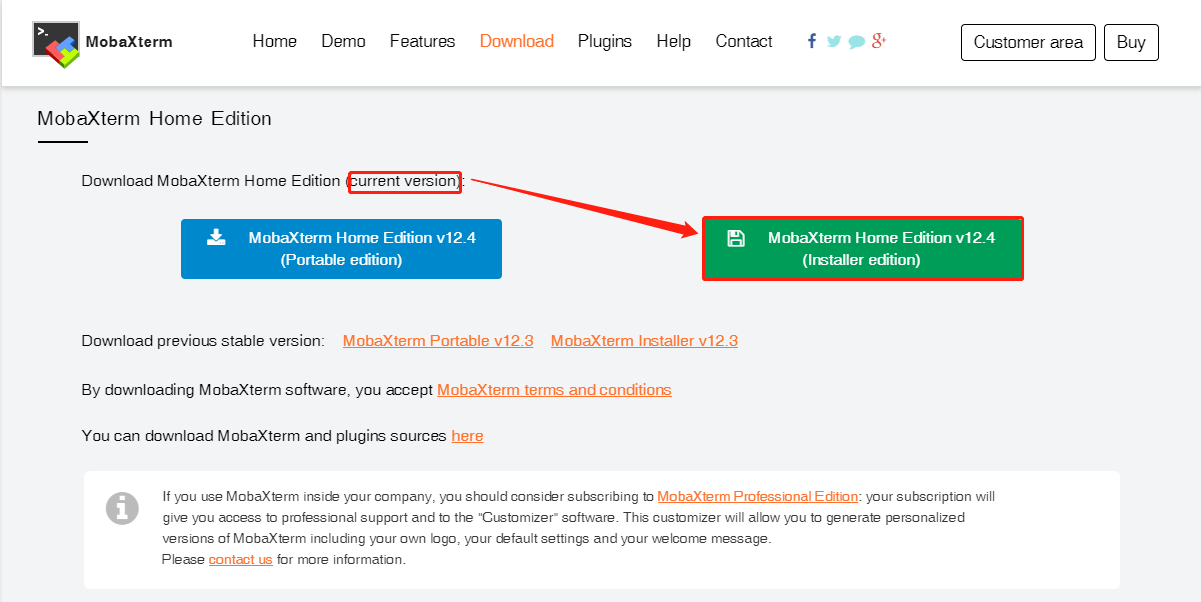 >_
MobaXterm
Home Demo Features Download Plugins Help Contact
Customer area Buy
MobaXterm Home Edition
Download MobaXterm Home Edition (current version):
MobaXterm Home Edition v12.4
(Portable edition)
MobaXterm Home Edition v12.4
(Installer edition)
Download previous stable version: MobaXterm Portable v12.3 MobaXterm Installer v12.3
By downloading MobaXterm software, you accept MobaXterm terms and conditions
You can download MobaXterm and plugins sources here
If you use MobaXterm inside your company, you should consider subscribing to MobaXterm Professional Edition: your subscription will
give you access to professional support and to the "Customizer" software. This customizer will allow you to generate personalized
versions of MobaXterm including your own logo, your default settings and your welcome message.
Please contact us for more information.